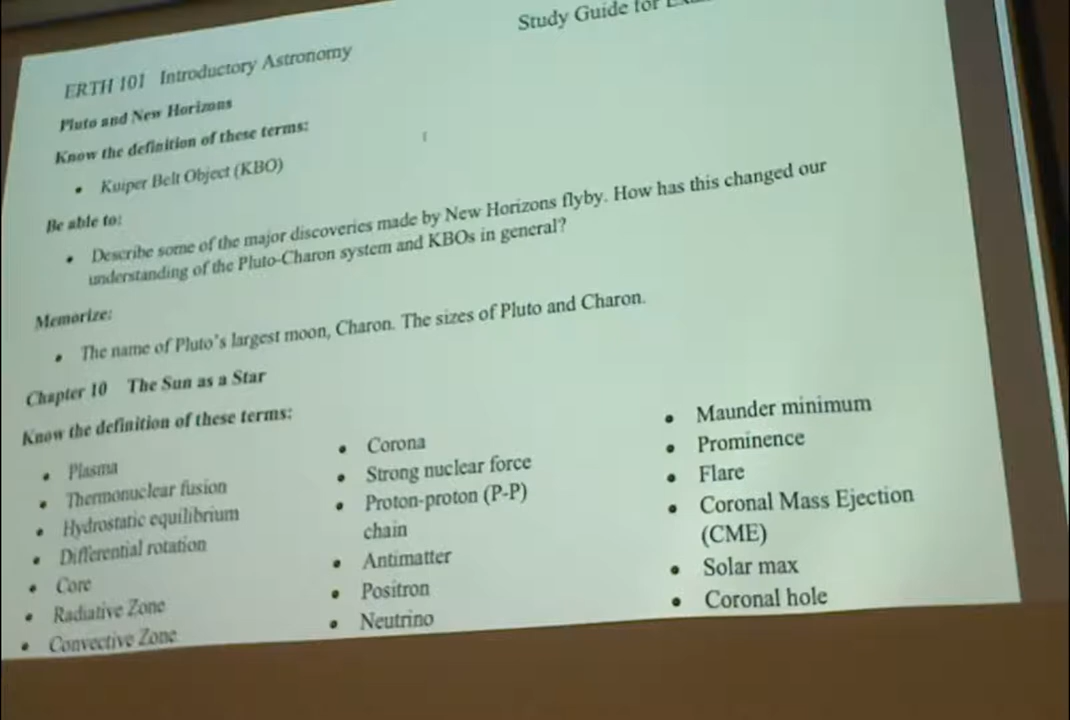 Study Guide for
ERTH 101 Introductory Astronomy
Pluto and New Horizons
Know the definition of these terms:
• Kuiper Belt Object (KBO)
Be able to:
• Describe some of the major discoveries made by New Horizons flyby. How has this changed our
understanding of the Pluto-Charon system and KBOs in general?
Memorize:
• The name of Pluto's largest moon, Charon. The sizes of Pluto and Charon.
Chapter 10 The Sun as a Star
Know the definition of these terms:
• Plasma
• Thermonuclear fusion
• Hydrostatic equilibrium
• Differential rotation
• Core
• Radiative Zone
• Convective Zone
• Corona
• Strong nuclear force
• Proton-proton (P-P)
chain
• Antimatter
• Positron
• Neutrino
• Maunder minimum
• Prominence
• Flare
• Coronal Mass Ejection
(CME)
• Solar max
• Coronal hole